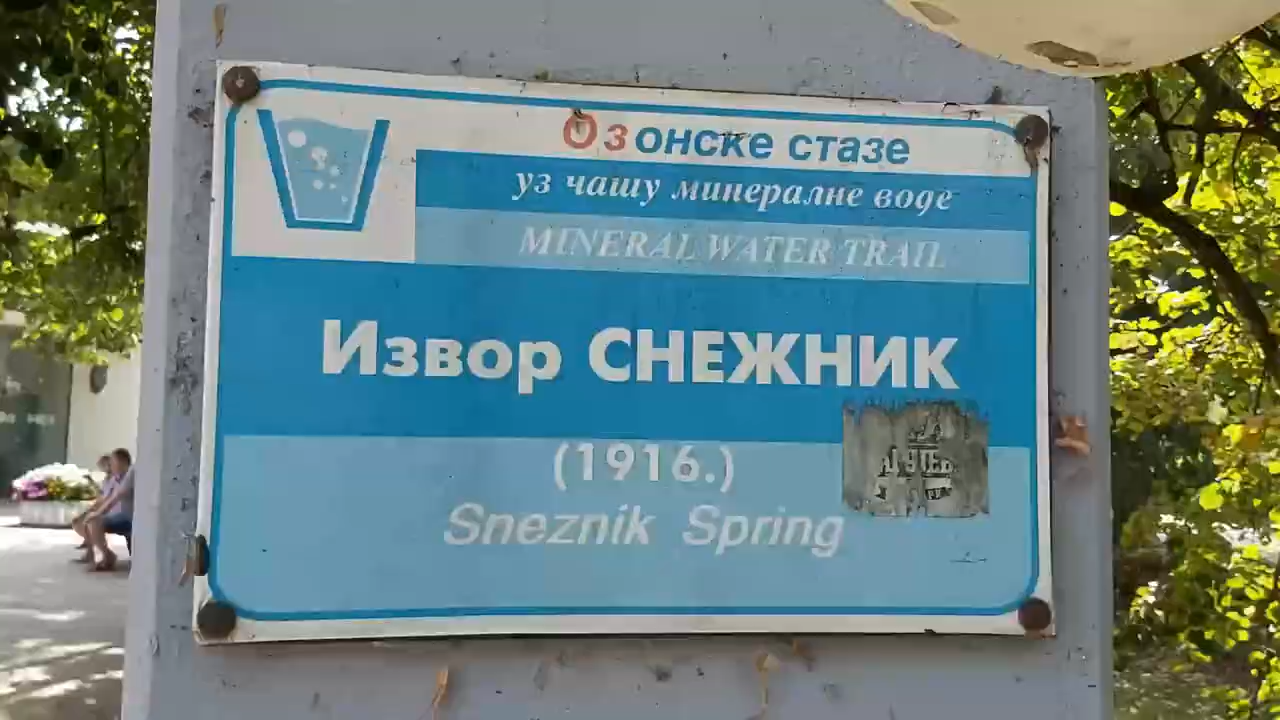 Озонске стазе
уз чашу минералне воде
MINERAL WATER TRAIL
Извор СНЕЖНИК
(1916.)
Sneznik Spring